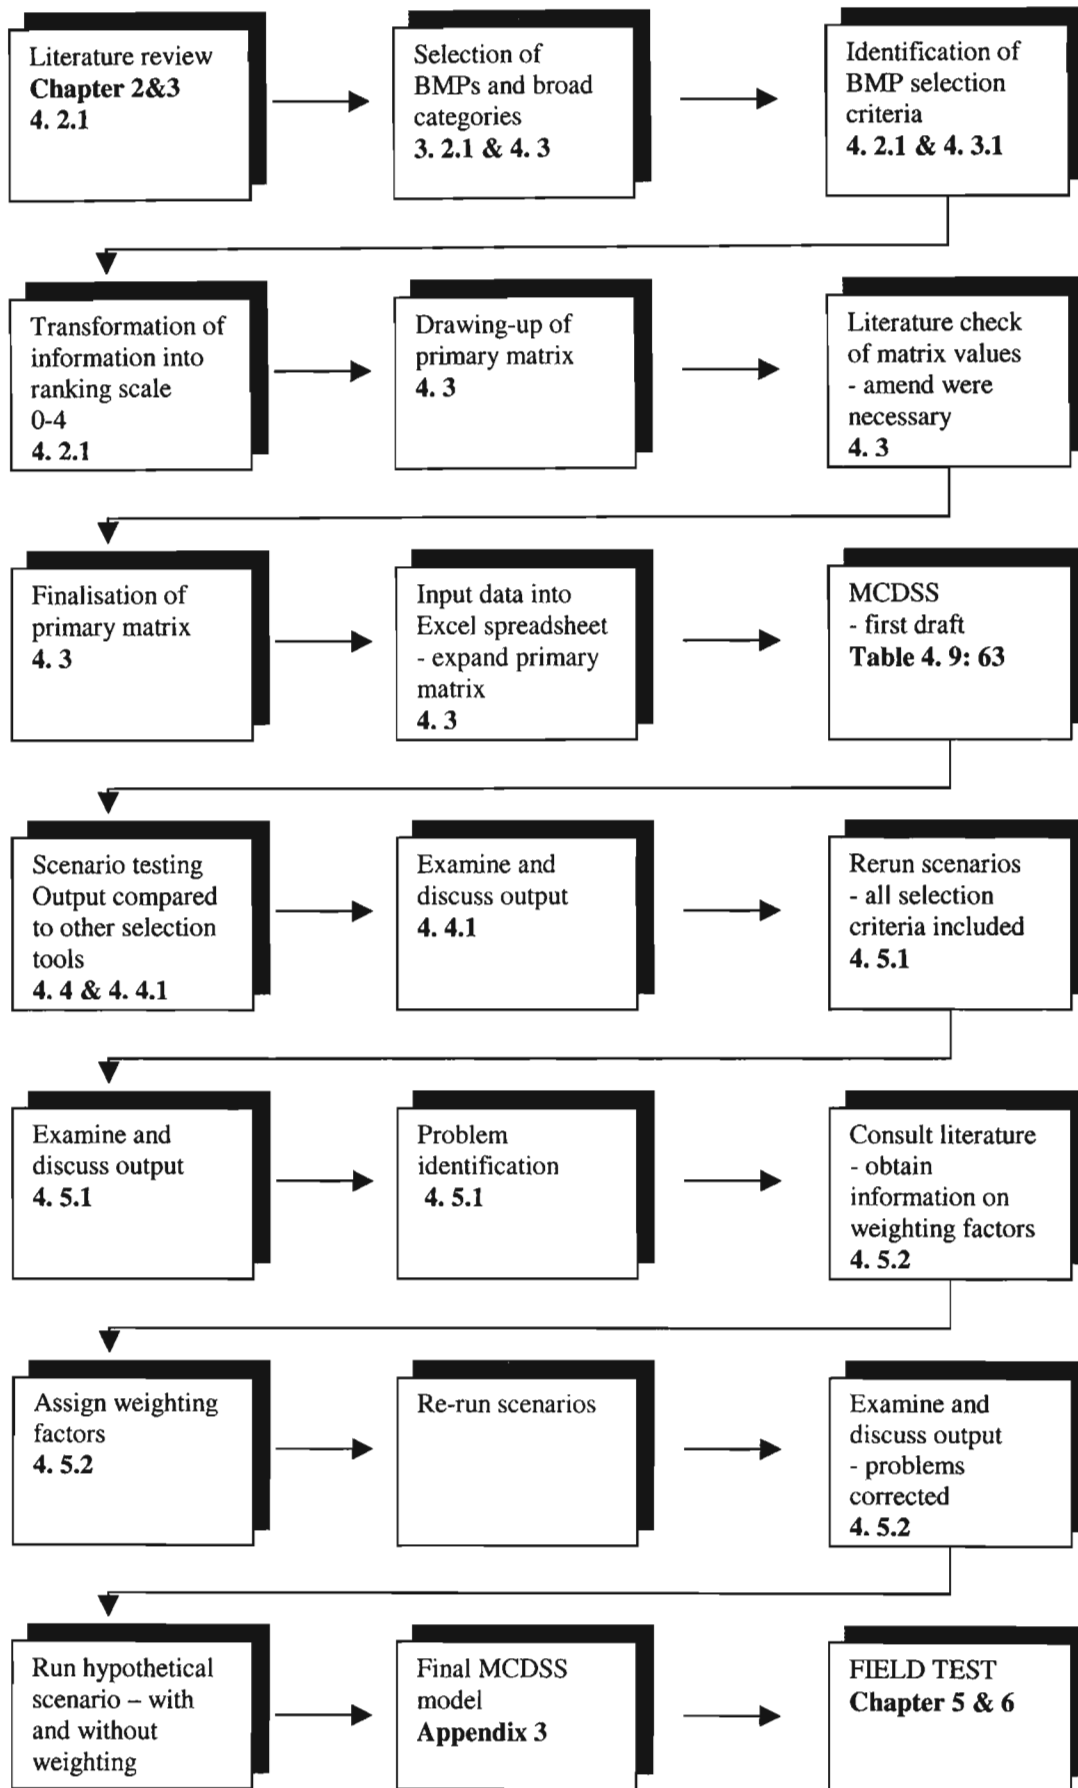 Literature review
Chapter 2&3
4. 2.1
Selection of
BMPs and broad
categories
3. 2.1 & 4. 3
Identification of
BMP selection
criteria
4. 2.1 & 4. 3.1
Transformation of
information into
ranking scale
0-4
4. 2.1
Drawing-up of
primary matrix
4. 3
Literature check
of matrix values
- amend were
necessary
4. 3
Finalisation of
primary matrix
4. 3
Input data into
Excel spreadsheet
- expand primary
matrix
4. 3
MCDSS
- first draft
Table 4. 9: 63
Scenario testing
Output compared
to other selection
tools
4. 4 & 4. 4.1
Examine and
discuss output
4. 4.1
Rerun scenarios
- all selection
criteria included
4. 5.1
Examine and
discuss output
4. 5.1
Problem
identification
4. 5.1
Consult literature
- obtain
information on
weighting factors
4. 5.2
Assign weighting
factors
4. 5.2
Re-run scenarios
Examine and
discuss output
- problems
corrected
4. 5.2
Run hypothetical
scenario – with
and without
weighting
Final MCDSS
model
Appendix 3
FIELD TEST
Chapter 5 & 6